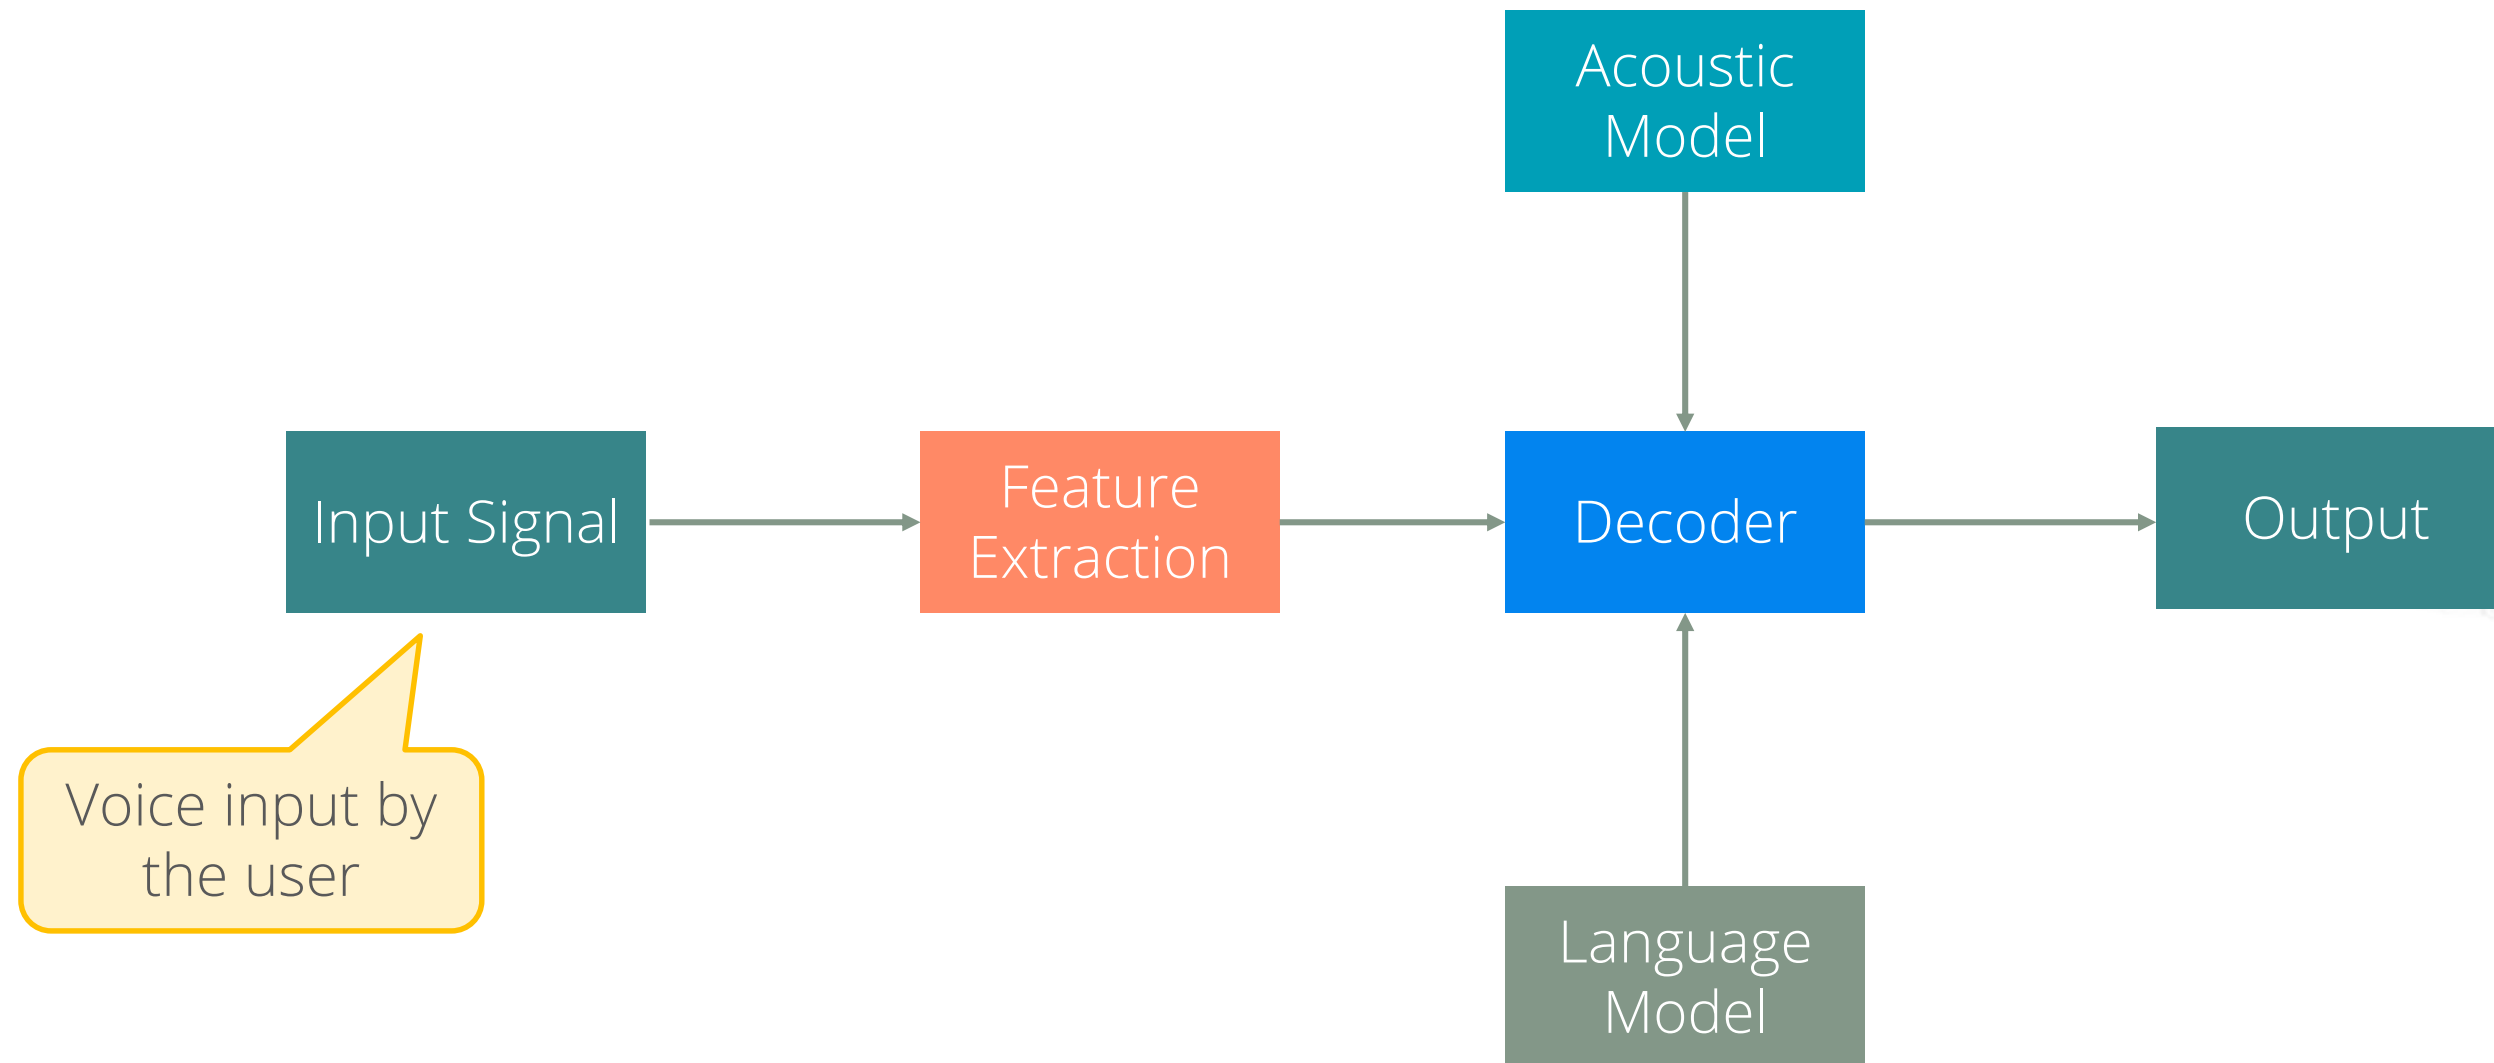 Acoustic
Model
Input Signal
Feature
Extraction
Decoder
Output
Voice input by
the user
Language
Model